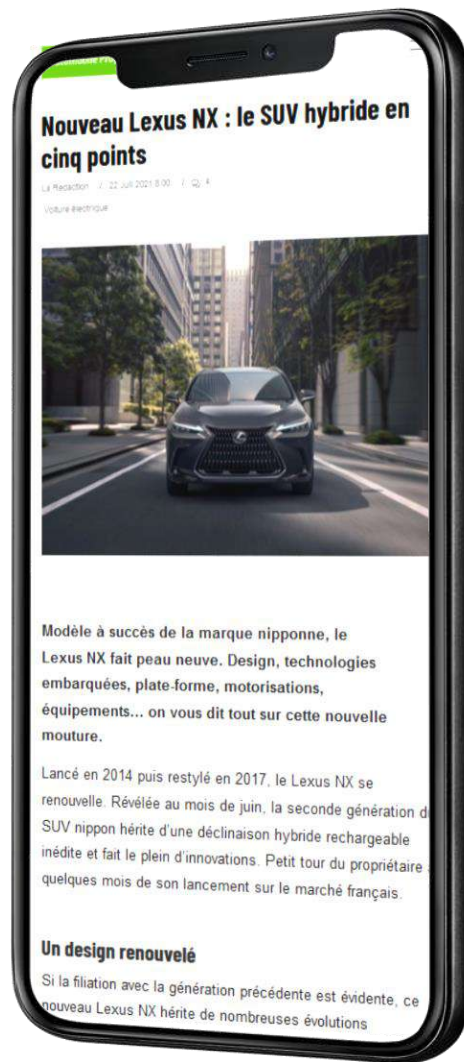 Nouveau Lexus NX : le SUV hybride en
cinq points
La Rédaction / 22 Juil 2021 8:00 | 4
Voiture électrique
Modèle à succès de la marque nipponne, le
Lexus NX fait peau neuve. Design, technologies
embarquées, plate-forme, motorisations,
équipements... on vous dit tout sur cette nouvelle
mouture.
Lancé en 2014 puis restylé en 2017, le Lexus NX se
renouvelle. Révélée au mois de juin, la seconde génération d
SUV nippon hérite d'une déclinaison hybride rechargeable
inédite et fait le plein d'innovations. Petit tour du propriétaire
quelques mois de son lancement sur le marché français.
Un design renouvelé
Si la filiation avec la génération précédente est évidente, ce
nouveau Lexus NX hérite de nombreuses évolutions